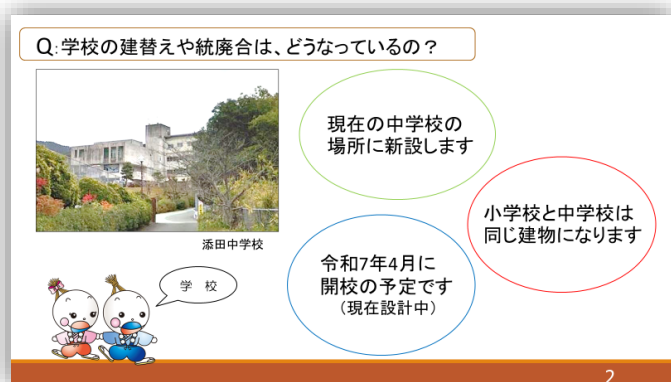 Q:学校の建替えや統廃合は、どうなっているの？
現在の中学校の
場所に新設します
添田中学校
小学校と中学校は
同じ建物になります
令和7年4月に
開校の予定です
（現在設計中）
学 校
2